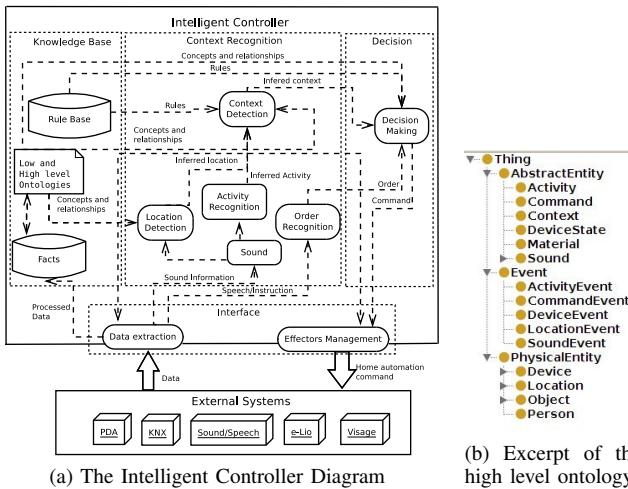 Intelligent Controller
Knowledge Base
Context Recognition
Decision
Concepts and relationships
Rules
Inferred context
Rule Base
Rules
Context
Detection
Decision
Making
Concepts and
relationships
Low and
High level
Ontologies
Inferred location
Inferred Activity
Order
Command
Concepts and
relationships
Location
Detection
Activity
Recognition
Order
Recognition
Facts
Sound
Sound Information
Speech/Instruction
Processed
Data
Interface
Data extraction
Effectors Management
Data
Home automation
command
External Systems
PDA
KNX
Sound/Speech
e-Lio
Visage
(a) The Intelligent Controller Diagram
Thing
AbstractEntity
Activity
Command
Context
DeviceState
Material
Sound
Event
ActivityEvent
CommandEvent
DeviceEvent
LocationEvent
SoundEvent
PhysicalEntity
Device
Location
Object
Person
(b) Excerpt of th
high level ontology